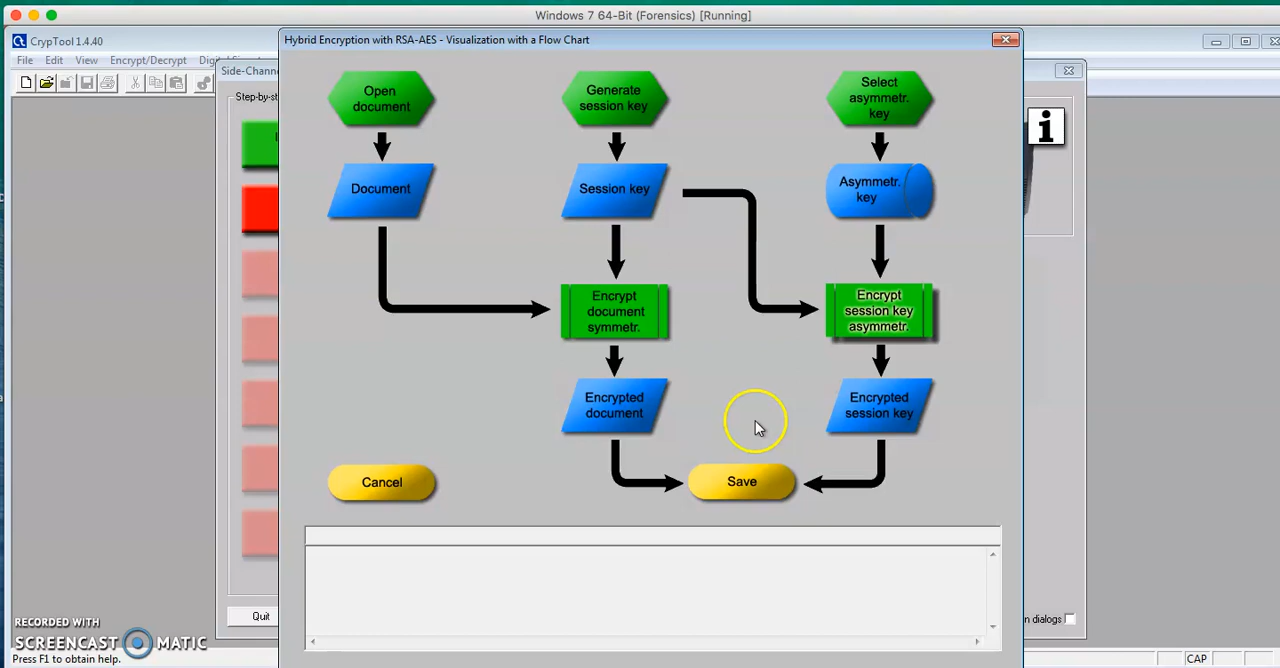 Windows 7 64-Bit (Forensics) [Running]
CrypTool 1.4.40
File Edit View Encrypt/Decrypt
Side-Channel
Step-by-st
Hybrid Encryption with RSA-AES - Visualization with a Flow Chart
Open
document
Generate
session key
Select
asymmetr.
key
Document
Session key
Asymmetr.
key
Encrypt
document
symmetr.
Encrypt
session key
asymmetr.
Encrypted
document
Encrypted
session key
Cancel
Save
i
Quit
n dialogs
RECORDED WITH
SCREENCAST MATIC
Press F1 to obtain help.
CAP